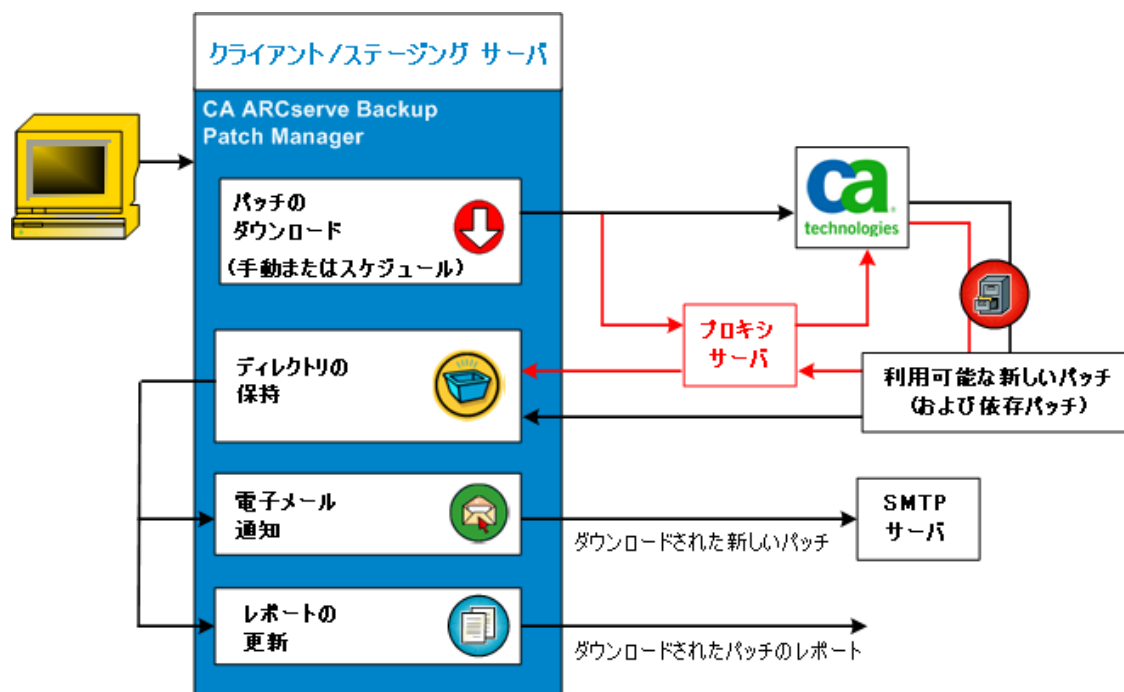 クライアント/ステージング サーバ
CA ARCserve Backup
Patch Manager
パッチの
ダウンロード
(手動またはスケジュール)
ca
technologies
プロキシ
サーバ
ディレクトリの
保持
利用可能な新しいパッチ
(および依存パッチ)
電子メール
通知
ダウンロードされた新しいパッチ
SMTP
サーバ
レポートの
更新
ダウンロードされたパッチのレポート